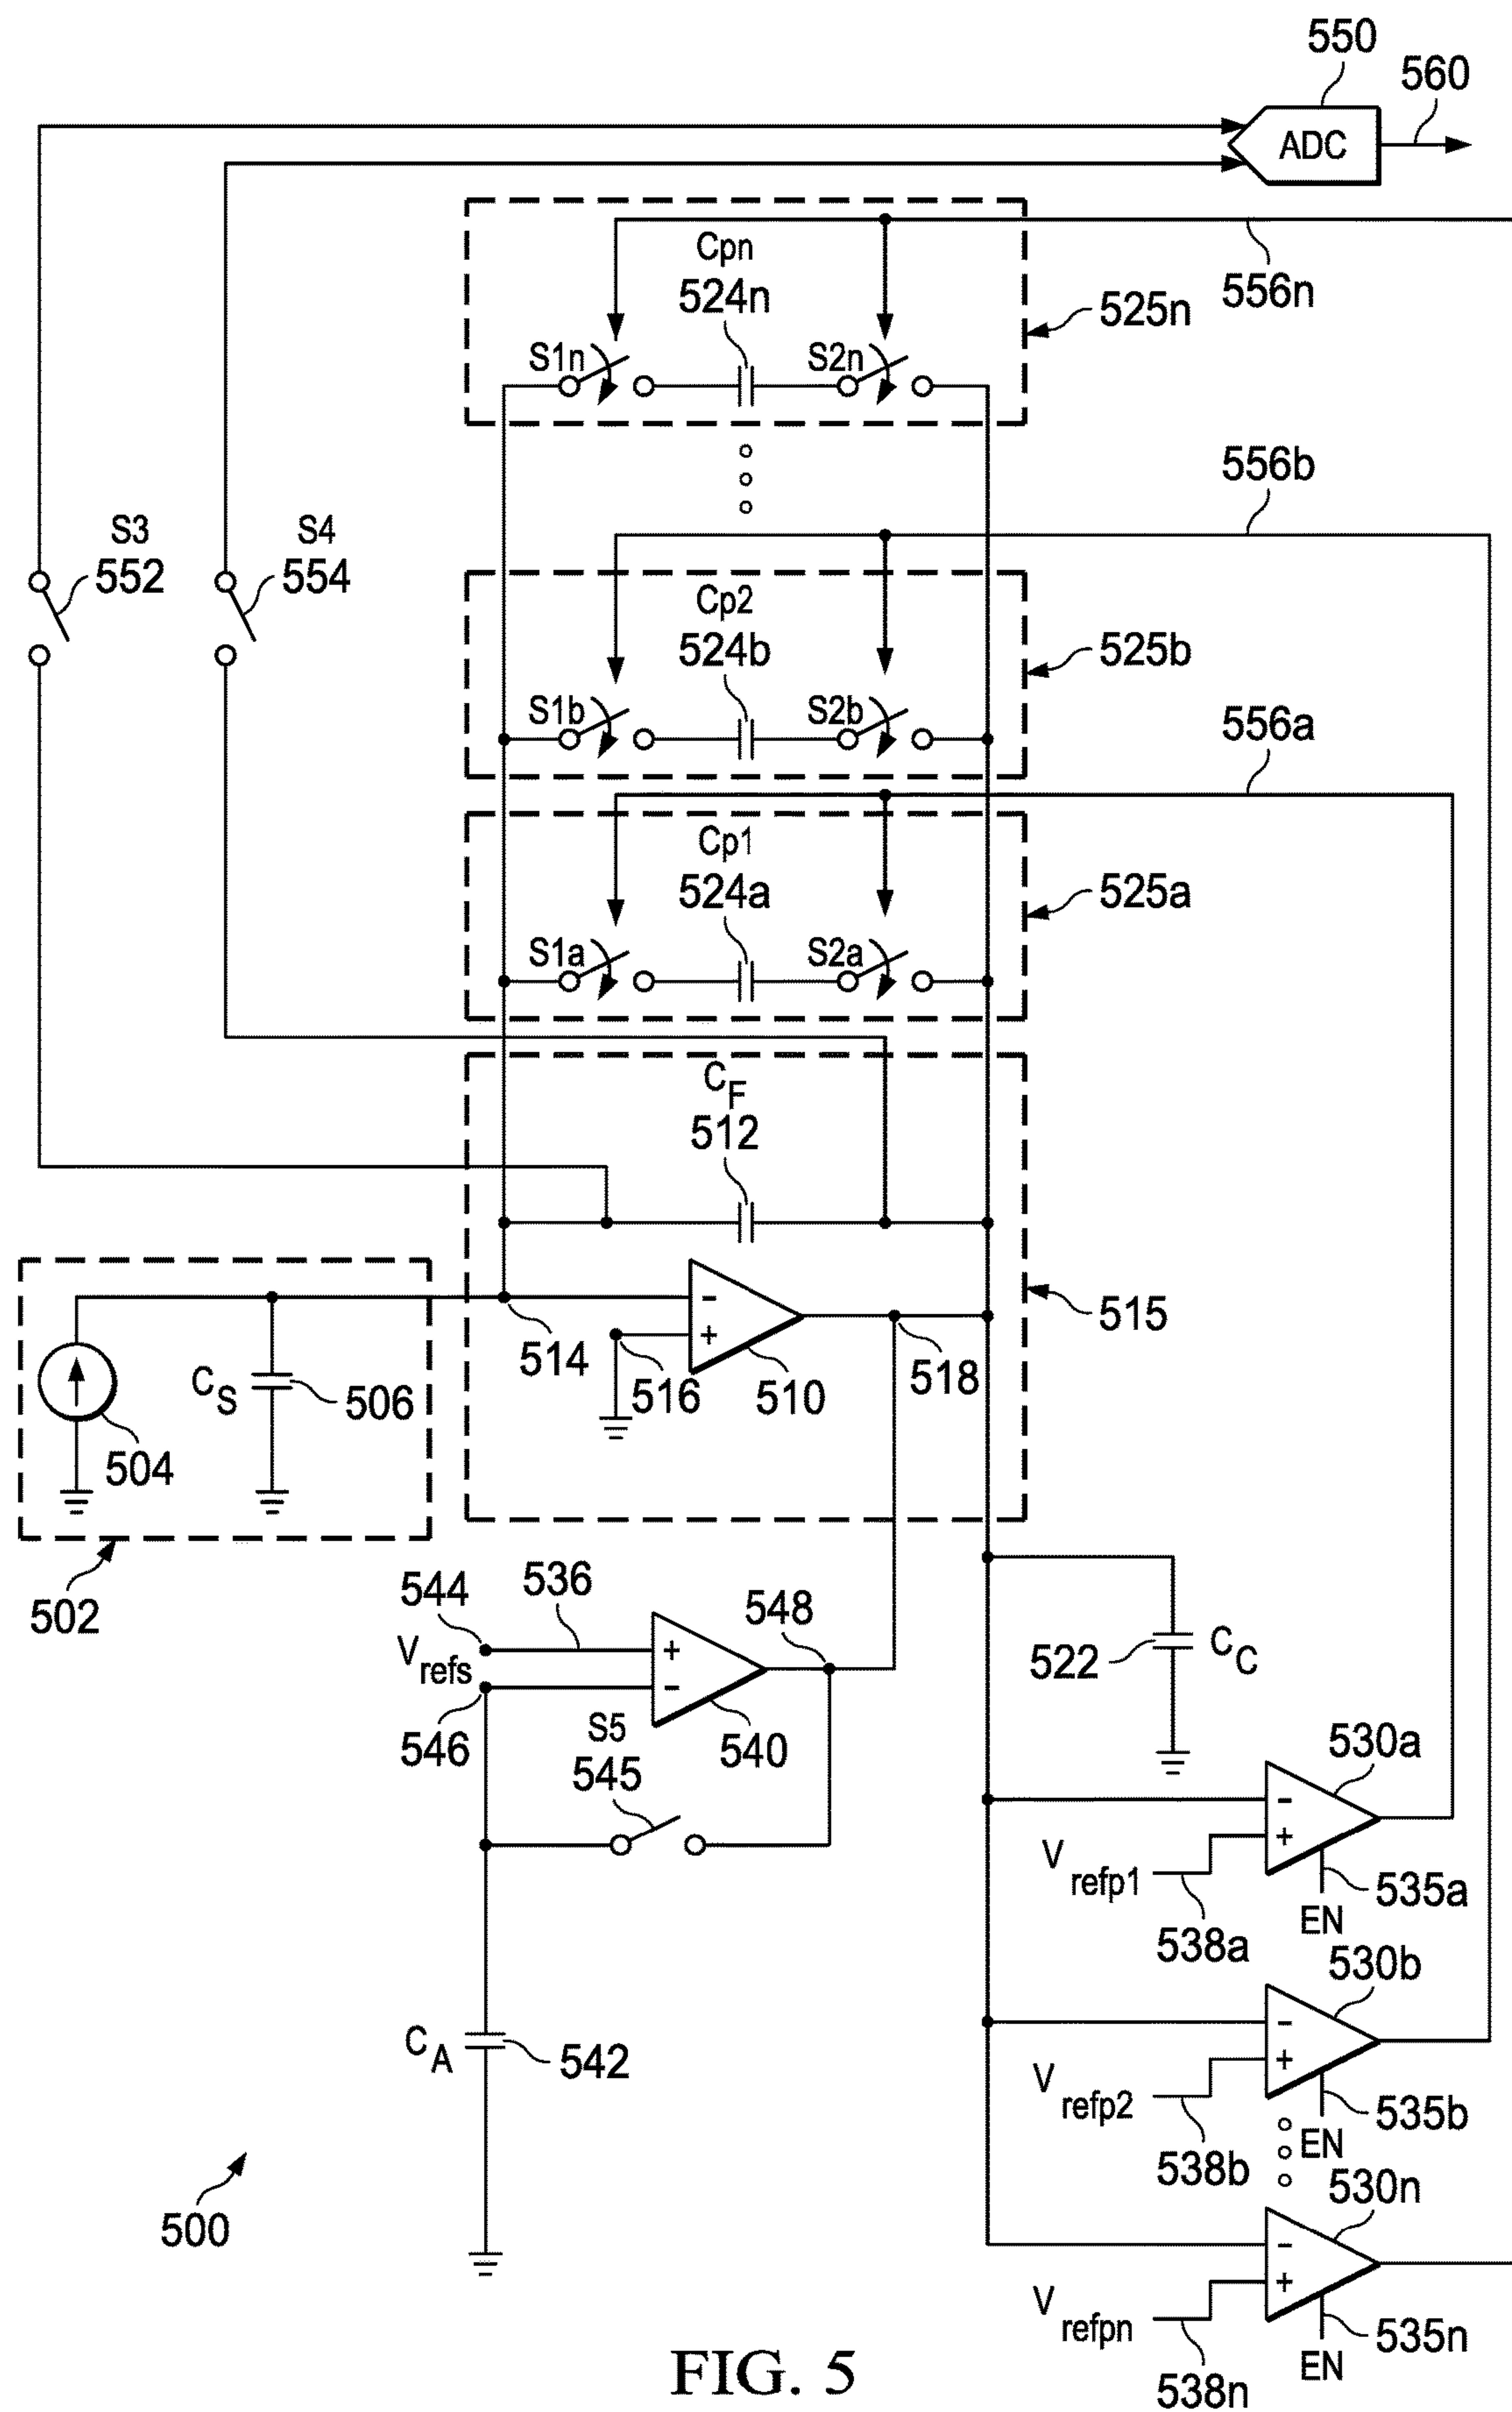 550
560
ADC
Cpn
524n
556n
525n
S1n
S2n
556b
S3
552
S4
554
Cp2
524b
525b
S1b
S2b
556a
Cp1
524a
525a
S1a
S2a
CF
512
-
+
514
516
510
518
515
CS
506
504
502
544
536
548
Vrefs
+
-
546
S5
545
540
522
CC
530a
-
+
Vrefp1
535a
EN
538a
530b
-
+
CA
542
Vrefp2
535b
EN
538b
530n
500
-
+
Vrefpn
535n
EN
538n
FIG. 5